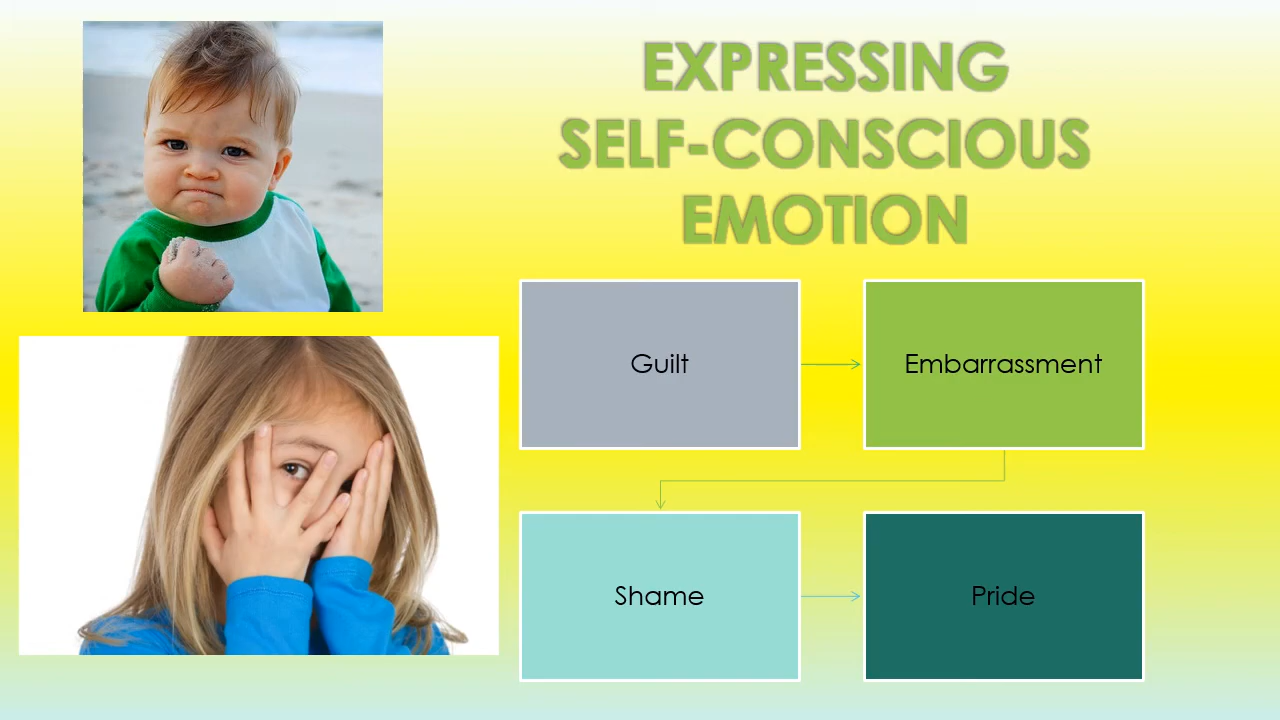 EXPRESSING
SELF-CONSCIOUS
EMOTION
Guilt
Embarrassment
Shame
Pride